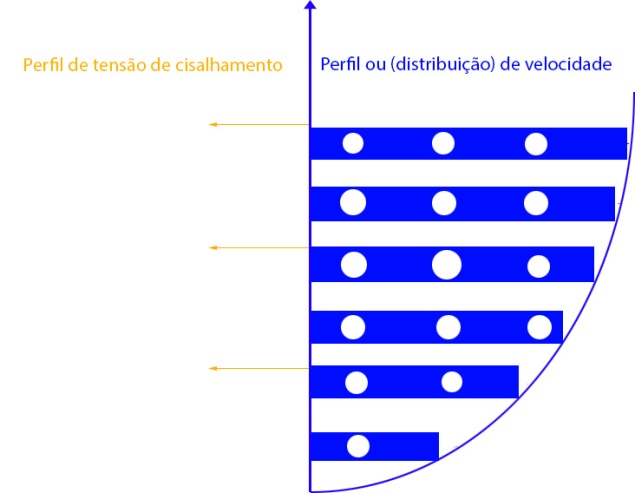 Perfil de tensão de cisalhamento
Perfil ou (distribuição) de velocidade